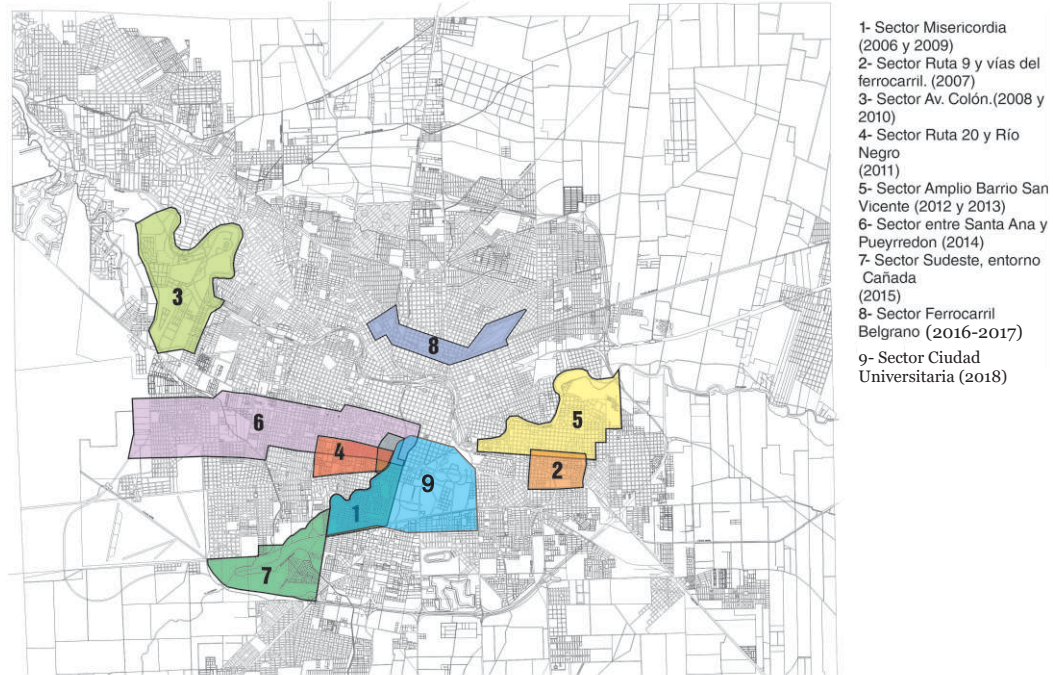 1- Sector Misericordia
(2006 y 2009)
2- Sector Ruta 9 y vías del
ferrocarril. (2007)
3- Sector Av. Colón.(2008 y
2010)
4- Sector Ruta 20 y Río
Negro
(2011)
5- Sector Amplio Barrio San
Vicente (2012 y 2013)
6- Sector entre Santa Ana y
Pueyrredon (2014)
7- Sector Sudeste, entorno
Cañada
(2015)
8- Sector Ferrocarril
Belgrano (2016-2017)
9- Sector Ciudad
Universitaria (2018)
3
8
6
5
4
2
9
1
7